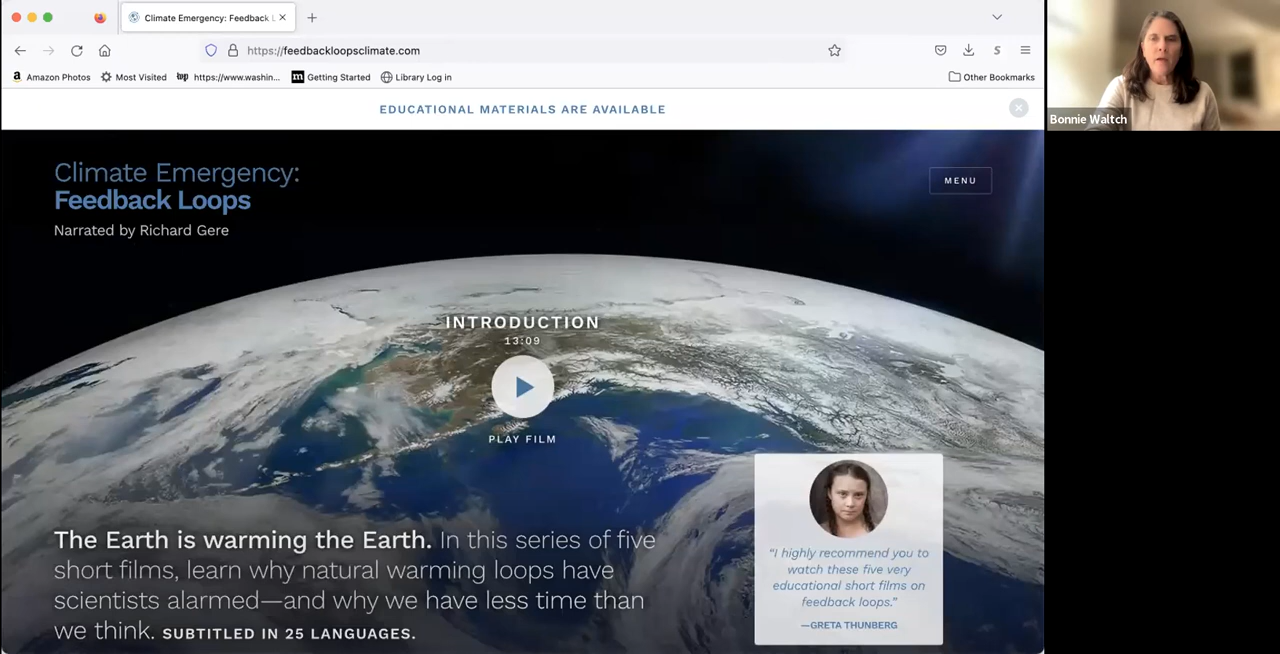 Climate Emergency: Feedback L
https://feedbackloopsclimate.com
Amazon Photos
Most Visited
https://www.washin...
Getting Started
Library Log in
Other Bookmarks
EDUCATIONAL MATERIALS ARE AVAILABLE
Climate Emergency:
Feedback Loops
Narrated by Richard Gere
MENU
INTRODUCTION
13:09
PLAY FILM
The Earth is warming the Earth. In this series of five
short films, learn why natural warming loops have
scientists alarmed—and why we have less time than
we think. SUBTITLED IN 25 LANGUAGES.
“I highly recommend you to
watch these five very
educational short films on
feedback loops.”
—GRETA THUNBERG
Bonnie Waltch